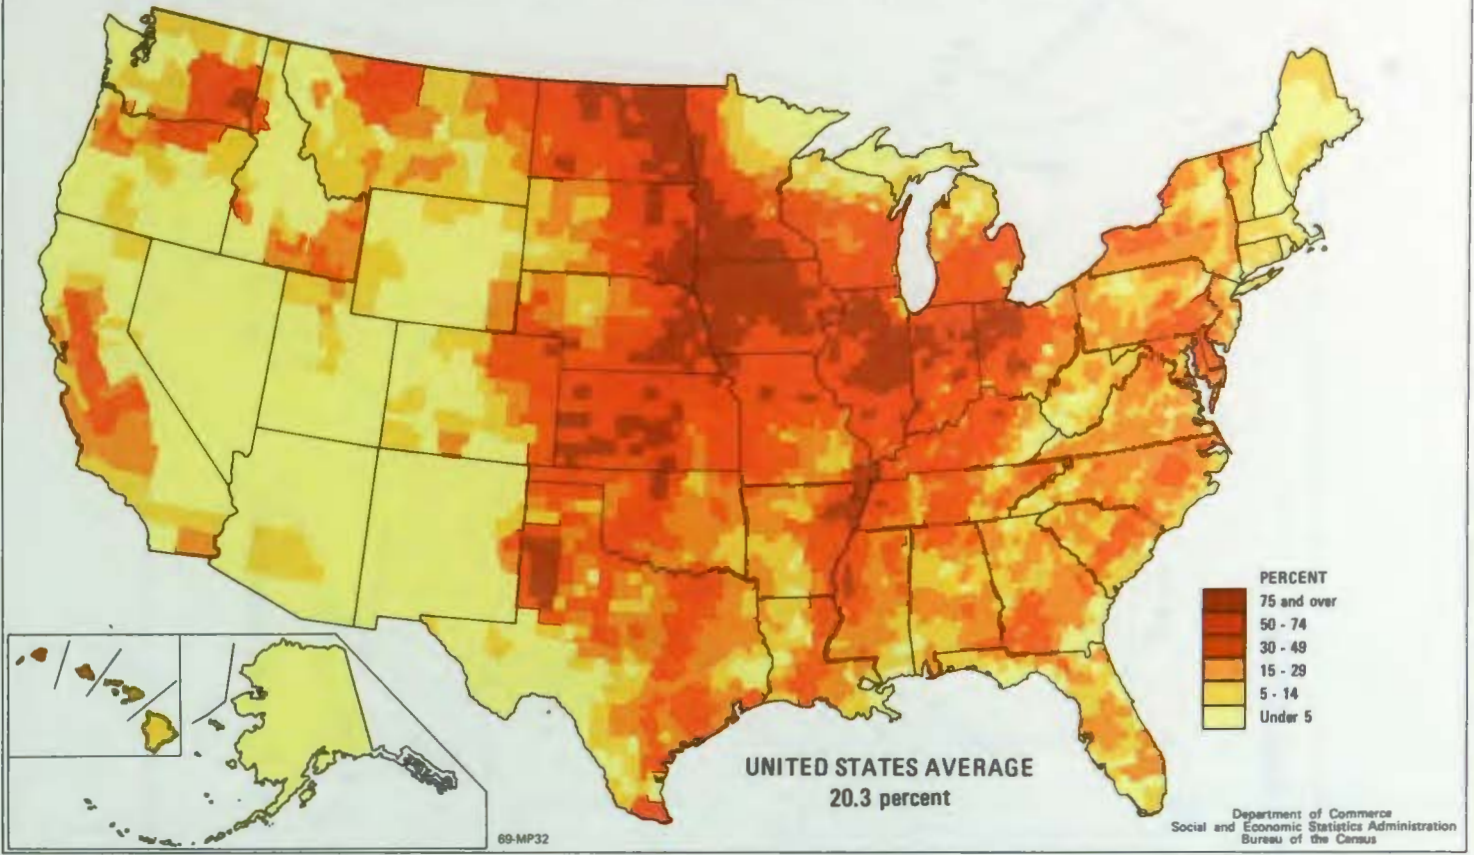 PERCENT
75 and over
50 - 74
30 - 49
15 - 29
5 - 14
Under 5
UNITED STATES AVERAGE
20.3 percent
69-MP32
Department of Commerce
Social and Economic Statistics Administration
Bureau of the Census